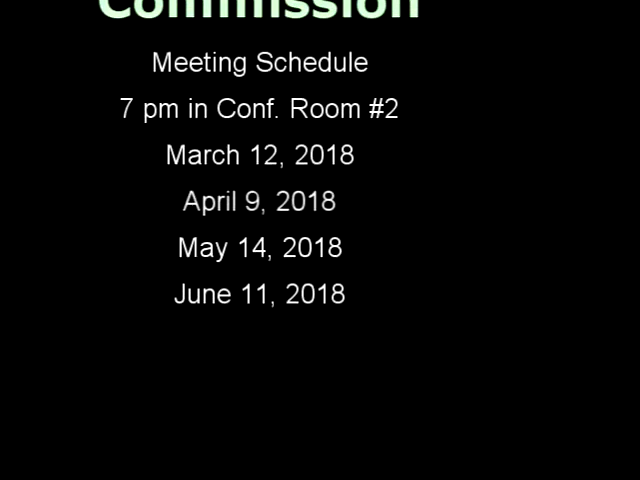 Commission
Meeting Schedule
7 pm in Conf. Room #2
March 12, 2018
April 9, 2018
May 14, 2018
June 11, 2018